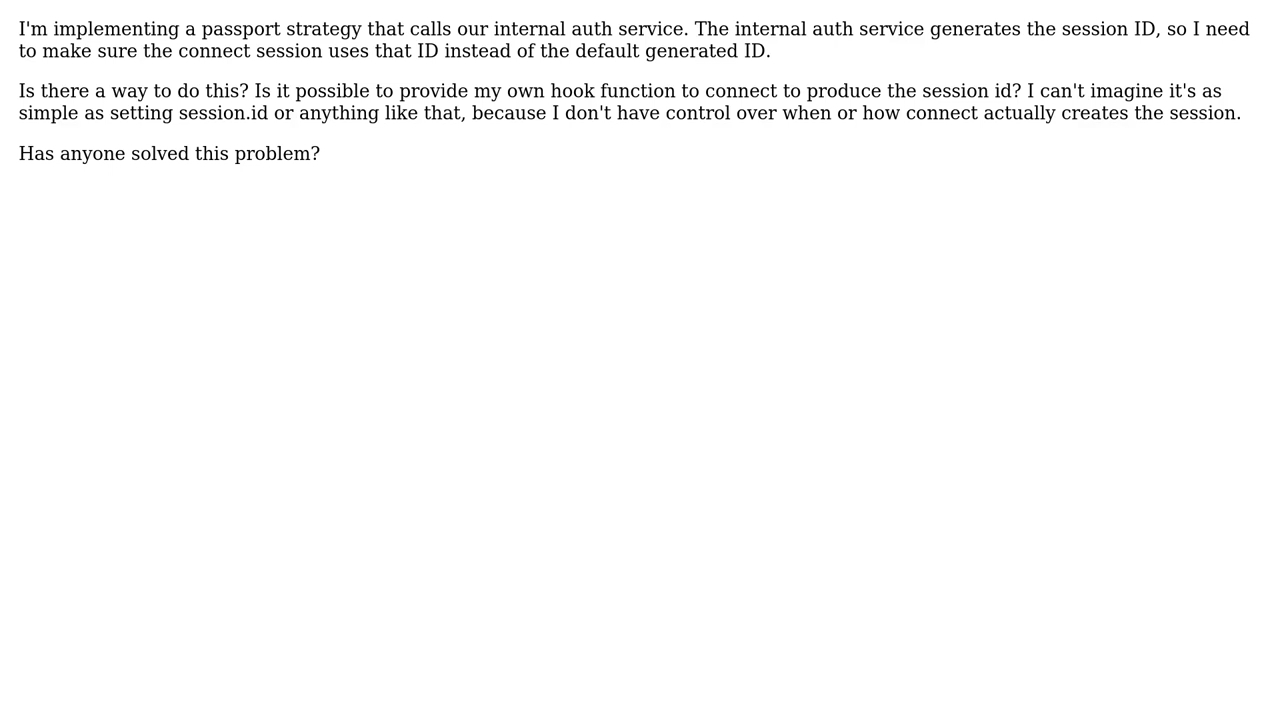 I'm implementing a passport strategy that calls our internal auth service. The internal auth service generates the session ID, so I need
to make sure the connect session uses that ID instead of the default generated ID.
Is there a way to do this? Is it possible to provide my own hook function to connect to produce the session id? I can't imagine it's as
simple as setting session.id or anything like that, because I don't have control over when or how connect actually creates the session.
Has anyone solved this problem?